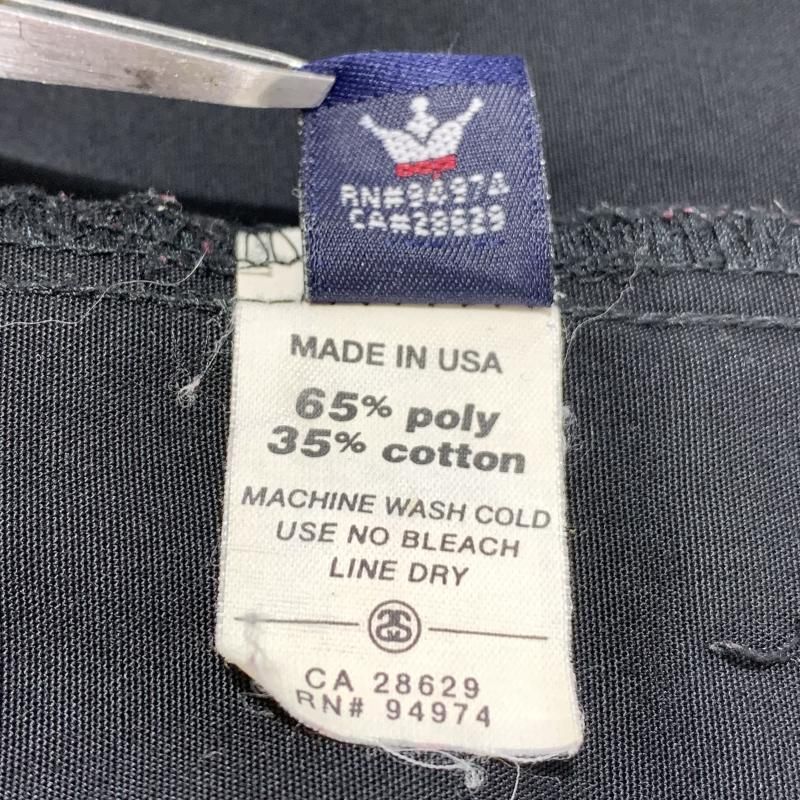 RN#94974
CA#28629
MADE IN USA
65% poly
35% cotton
MACHINE WASH COLD
USE NO BLEACH
LINE DRY
CA 28629
RN# 94974